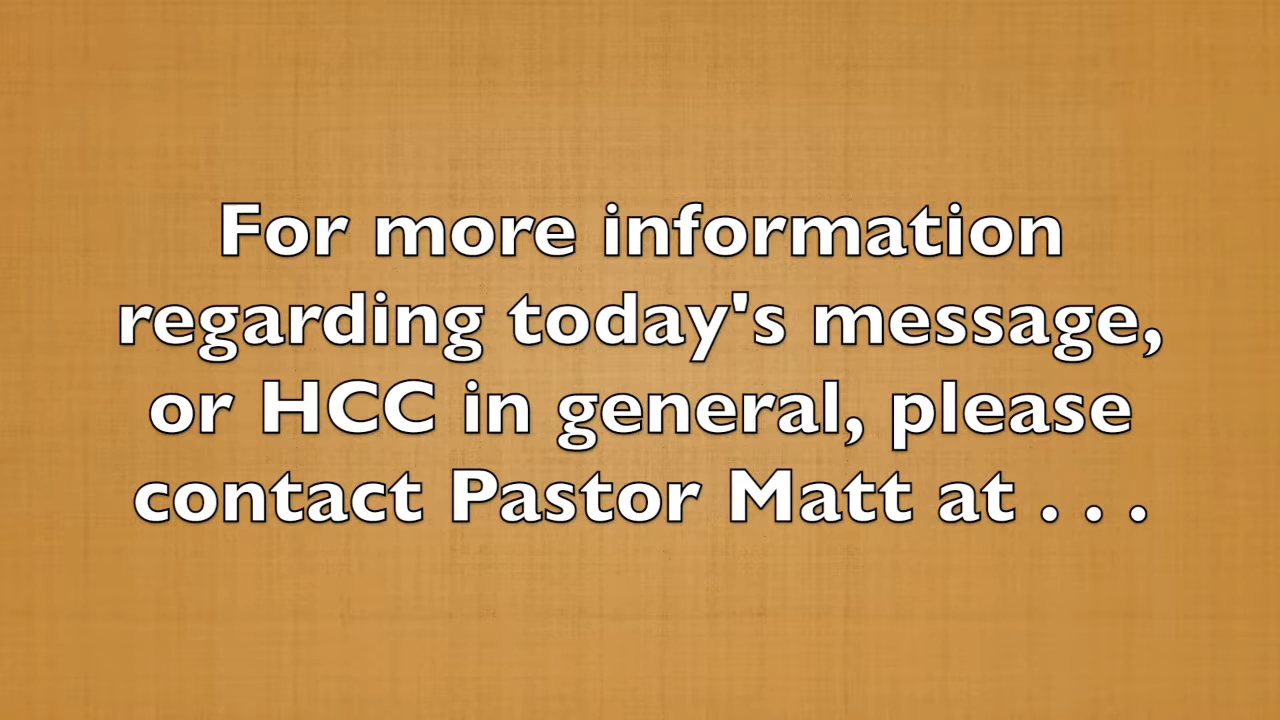 For more information
regarding today's message,
or HCC in general, please
contact Pastor Matt at . . .